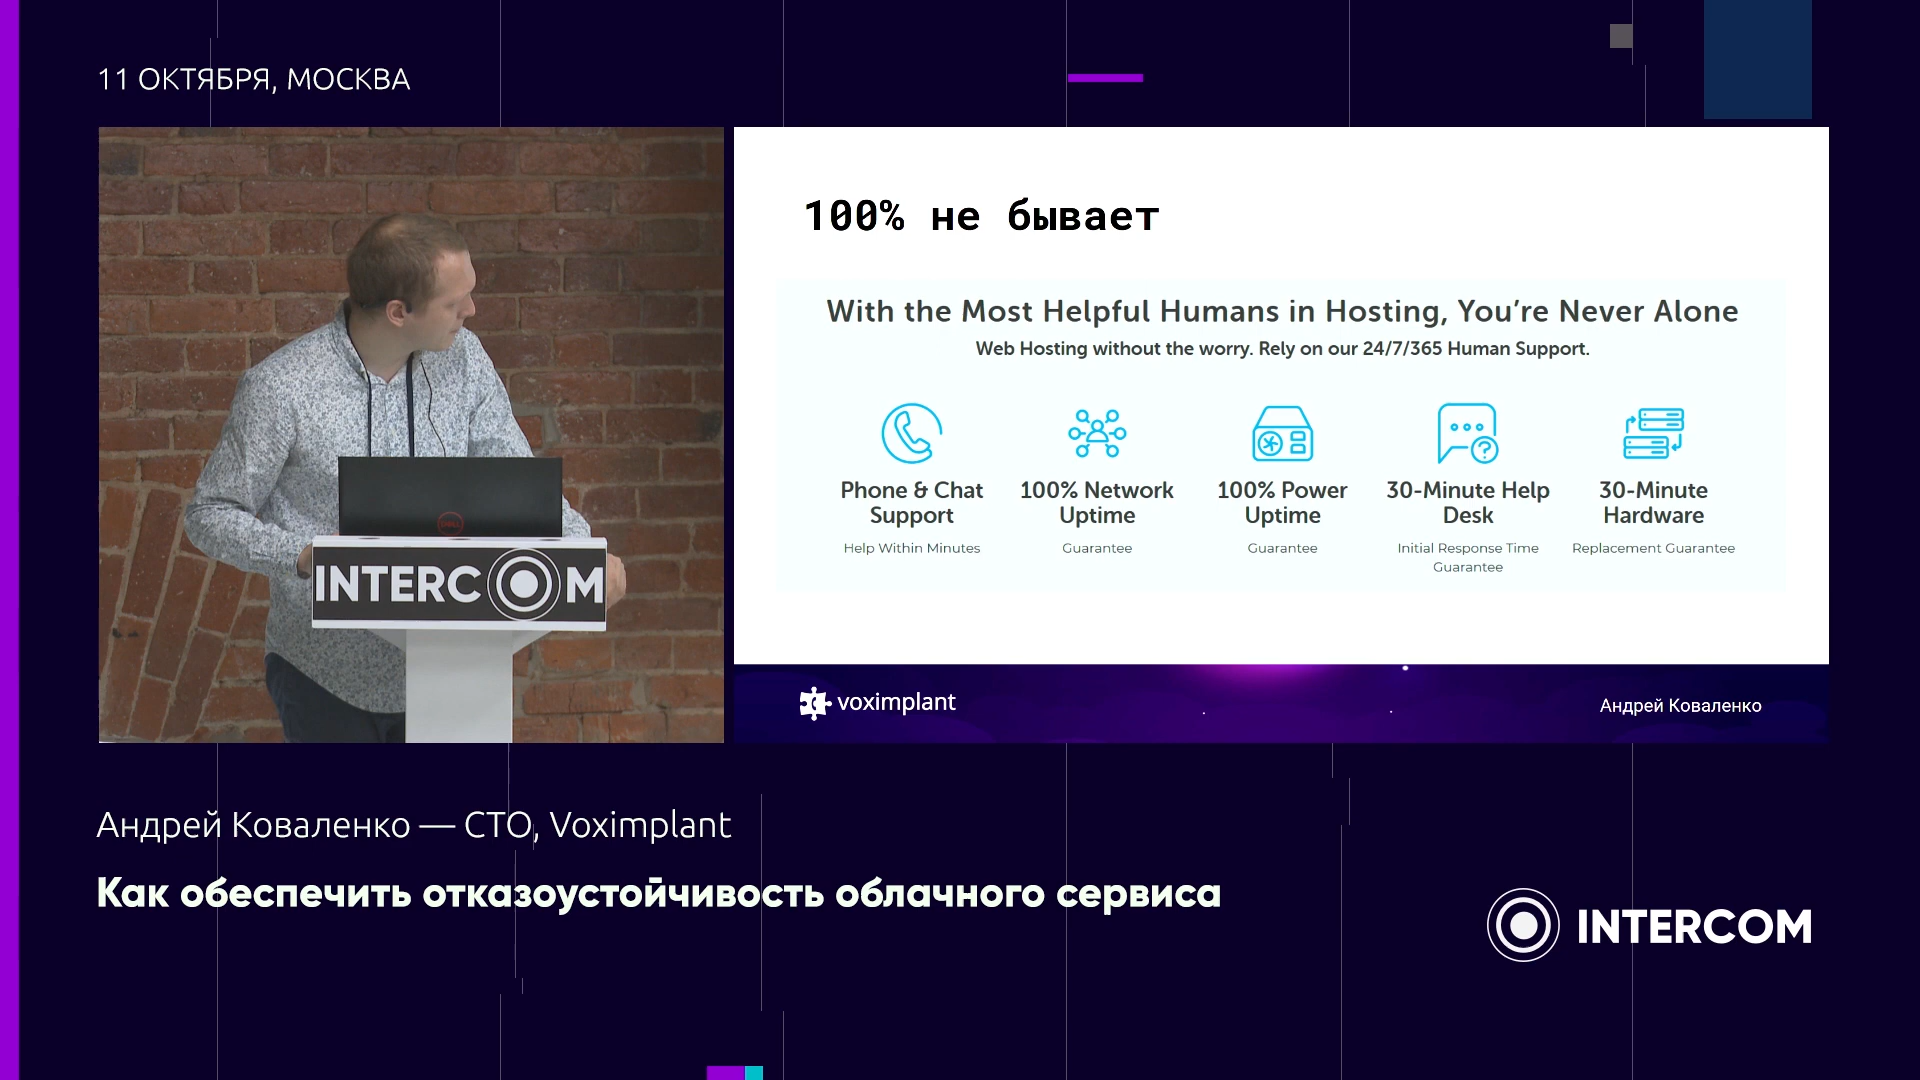 11 ОКТЯБРЯ, МОСКВА
INTERCOM
DELL
100% не бывает
With the Most Helpful Humans in Hosting, You’re Never Alone
Web Hosting without the worry. Rely on our 24/7/365 Human Support.
Phone & Chat
Support
Help Within Minutes
100% Network
Uptime
Guarantee
100% Power
Uptime
Guarantee
30-Minute Help
Desk
Initial Response Time
Guarantee
30-Minute
Hardware
Replacement Guarantee
voximplant
Андрей Коваленко
Андрей Коваленко — CTO, Voximplant
Как обеспечить отказоустойчивость облачного сервиса
INTERCOM